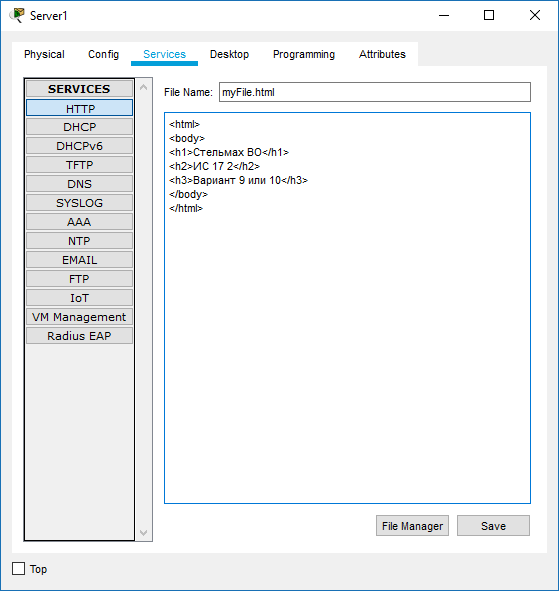 Server1
Physical Config Services Desktop Programming Attributes
SERVICES
HTTP
DHCP
DHCPv6
TFTP
DNS
SYSLOG
AAA
NTP
EMAIL
FTP
IoT
VM Management
Radius EAP
File Name: myFile.html
<html>
<body>
<h1>Стельмах ВО</h1>
<h2>ИС 17 2</h2>
<h3>Вариант 9 или 10</h3>
</body>
</html>
File Manager Save
Top